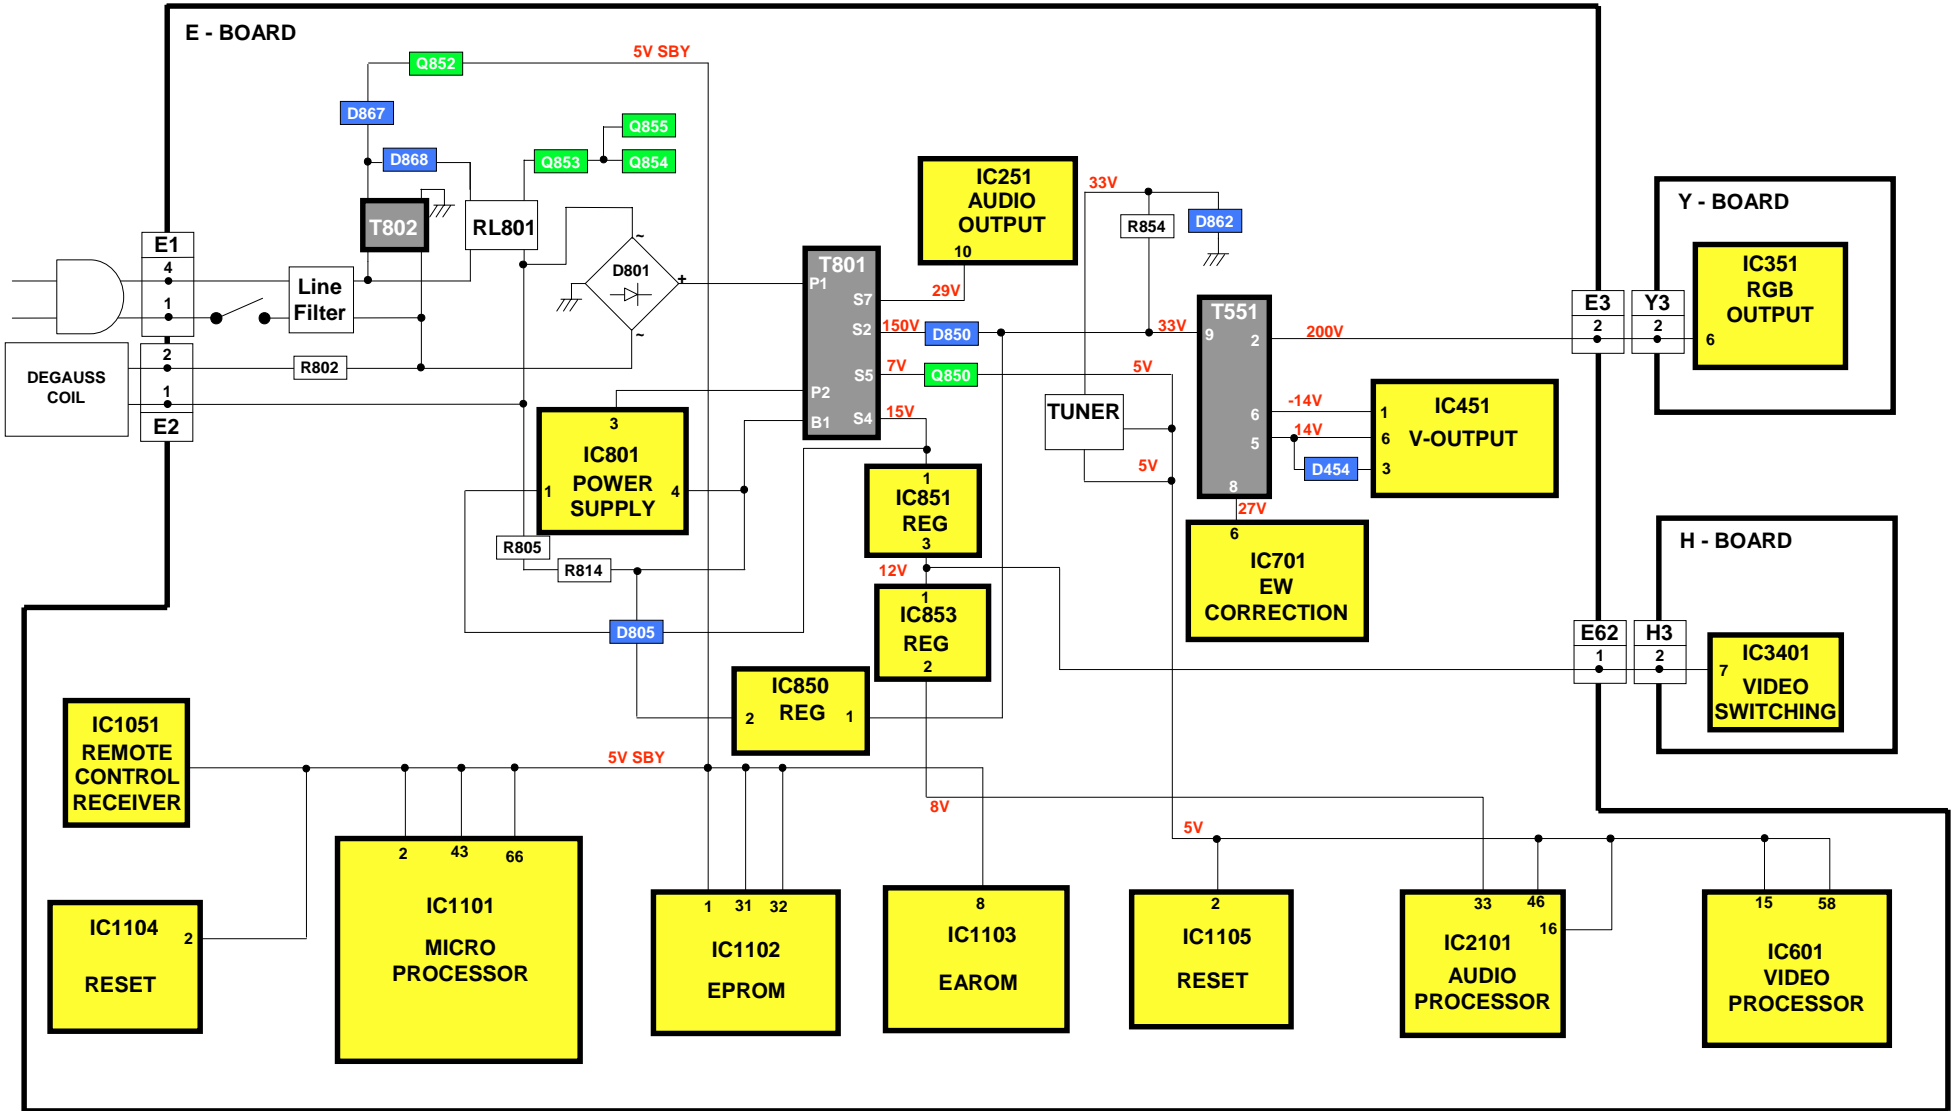 E - BOARD
5V SBY
Q852
D867
Q855
D868
Q853
Q854
T802
RL801
E1
4
1
Line
Filter
D801
~
+
~
2
R802
DEGAUSS
COIL
1
E2
T801
P1
S7
S2
S5
P2
B1
S4
29V
150V
D850
7V
Q850
15V
IC251
AUDIO
OUTPUT
10
33V
R854
D862
33V
5V
TUNER
5V
T551
9
2
6
5
8
200V
-14V
14V
D454
27V
IC451
V-OUTPUT
1
6
3
6
IC701
EW
CORRECTION
E3
2
Y3
2
Y - BOARD
IC351
RGB
OUTPUT
6
H - BOARD
E62
1
H3
2
IC3401
7
VIDEO
SWITCHING
3
IC801
POWER
SUPPLY
1
4
R805
R814
D805
1
IC851
REG
3
12V
1
IC853
REG
2
IC850
REG
2
1
IC1051
REMOTE
CONTROL
RECEIVER
5V SBY
8V
5V
IC1104
2
RESET
2
43
66
IC1101
MICRO
PROCESSOR
1
31
32
IC1102
EPROM
8
IC1103
EAROM
2
IC1105
RESET
33
46
16
IC2101
AUDIO
PROCESSOR
15
58
IC601
VIDEO
PROCESSOR